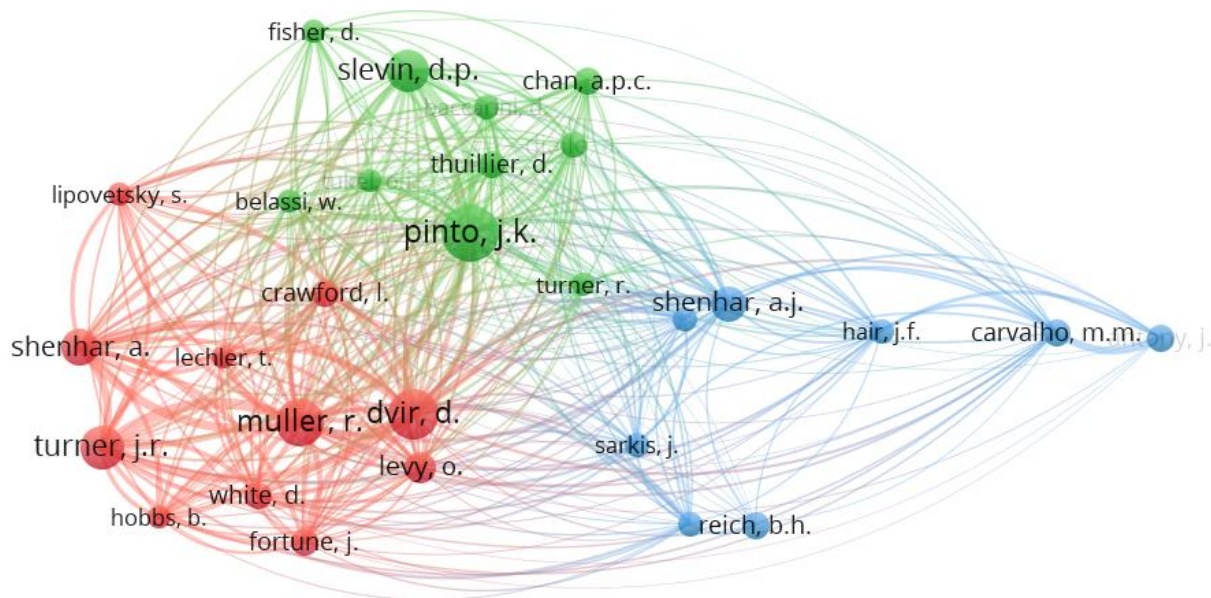 fisher, d.
slevin, d.p.
chan, a.p.c.
baccarini, d.
thuillier, d.
lipovetsky, s.
belassi, w.
pinto, j.k.
crawford, l.
turner, r.
shenhar, a.j.
shenhar, a.
lechler, t.
hair, j.f.
carvalho, m.m.
muller, r.
dvir, d.
turner, j.r.
levy, o.
sarkis, j.
white, d.
hobbs, b.
fortune, j.
reich, b.h.